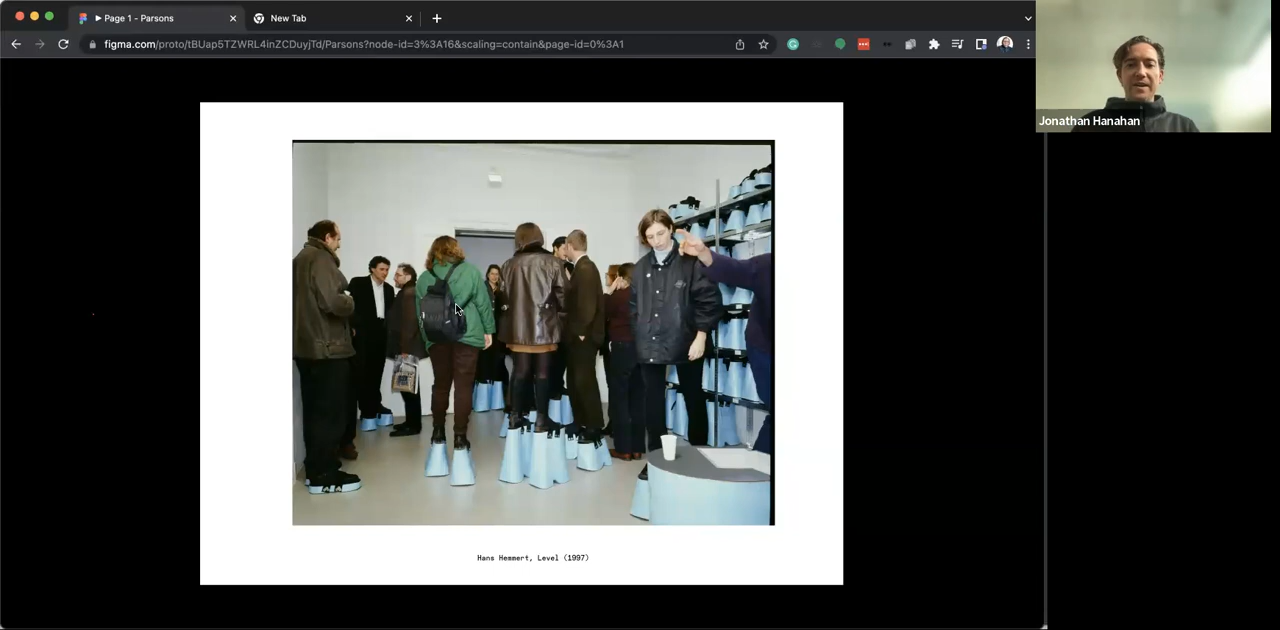 Page 1 - Parsons
New Tab
figma.com/proto/tBUap5TZWRL4inZCDuyjTd/Parsons?node-id=3%3A16&scaling=contain&page-id=0%3A1
Jonathan Hanahan
Hans Hemmert, Level (1997)